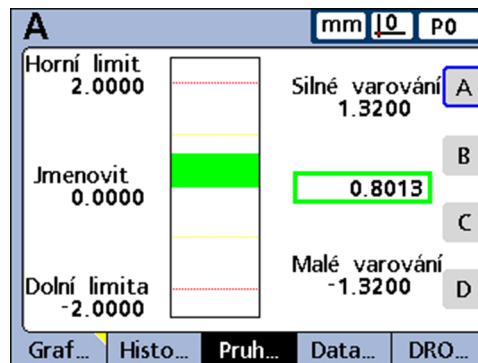 A mm 0 P0
Horní limit
2.0000
Silné varování
1.3200
A
B
Jmenovit
0.0000
0.8013
C
Malé varování
-1.3200
D
Dolní limita
-2.0000
Graf... Histo... Pruh... Data... DRO...